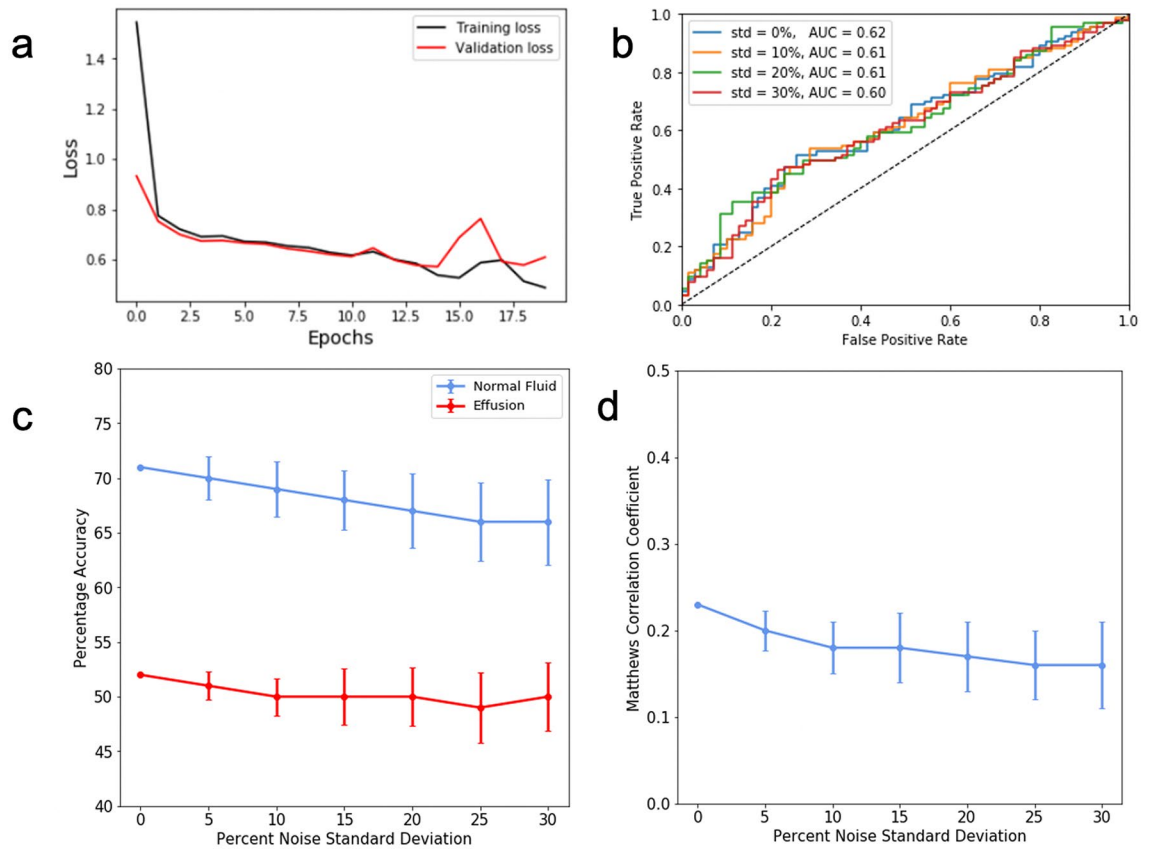 a
Training loss
Validation loss
1.4
1.2
1.0
0.8
0.6
Loss
0.0 2.5 5.0 7.5 10.0 12.5 15.0 17.5
Epochs
b
std = 0%, AUC = 0.62
std = 10%, AUC = 0.61
std = 20%, AUC = 0.61
std = 30%, AUC = 0.60
1.0
0.8
0.6
0.4
0.2
0.0
True Positive Rate
0.0 0.2 0.4 0.6 0.8 1.0
False Positive Rate
c
Normal Fluid
Effusion
80
75
70
65
60
55
50
45
40
Percentage Accuracy
0 5 10 15 20 25 30
Percent Noise Standard Deviation
d
0.5
0.4
0.3
0.2
0.1
0.0
Matthews Correlation Coefficient
0 5 10 15 20 25 30
Percent Noise Standard Deviation